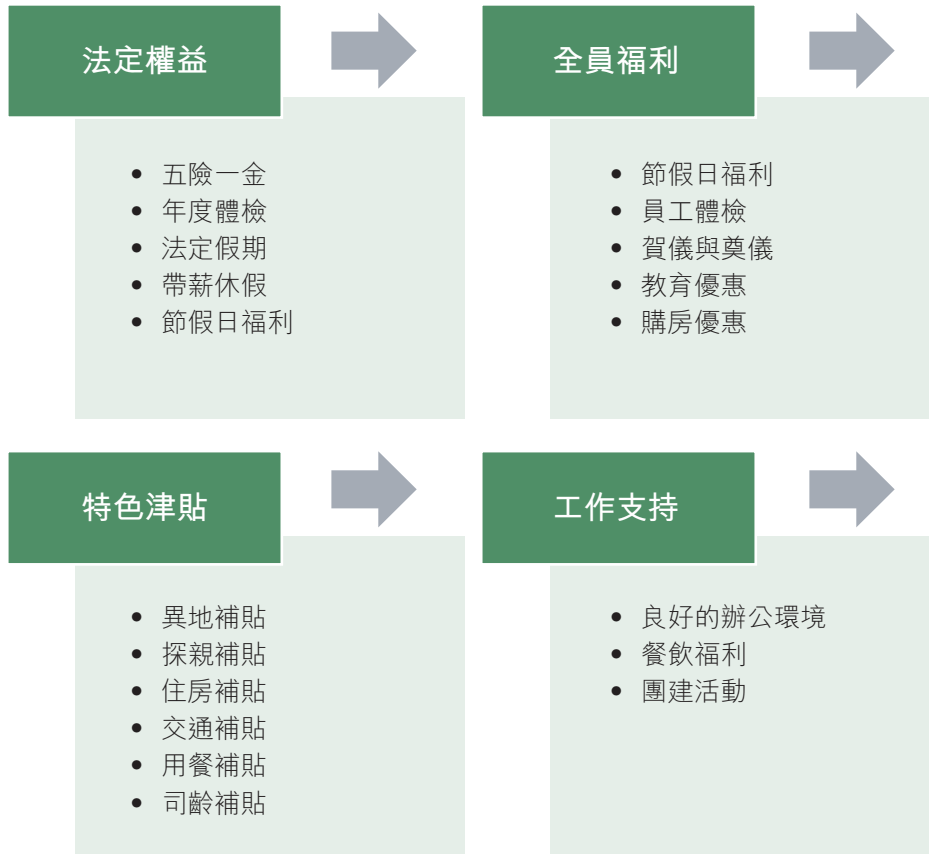 法定權益
• 五險一金
• 年度體檢
• 法定假期
• 帶薪休假
• 節假日福利
全員福利
• 節假日福利
• 員工體檢
• 賀儀與奠儀
• 教育優惠
• 購房優惠
特色津貼
• 異地補貼
• 探親補貼
• 住房補貼
• 交通補貼
• 用餐補貼
• 司齡補貼
工作支持
• 良好的辦公環境
• 餐飲福利
• 團建活動